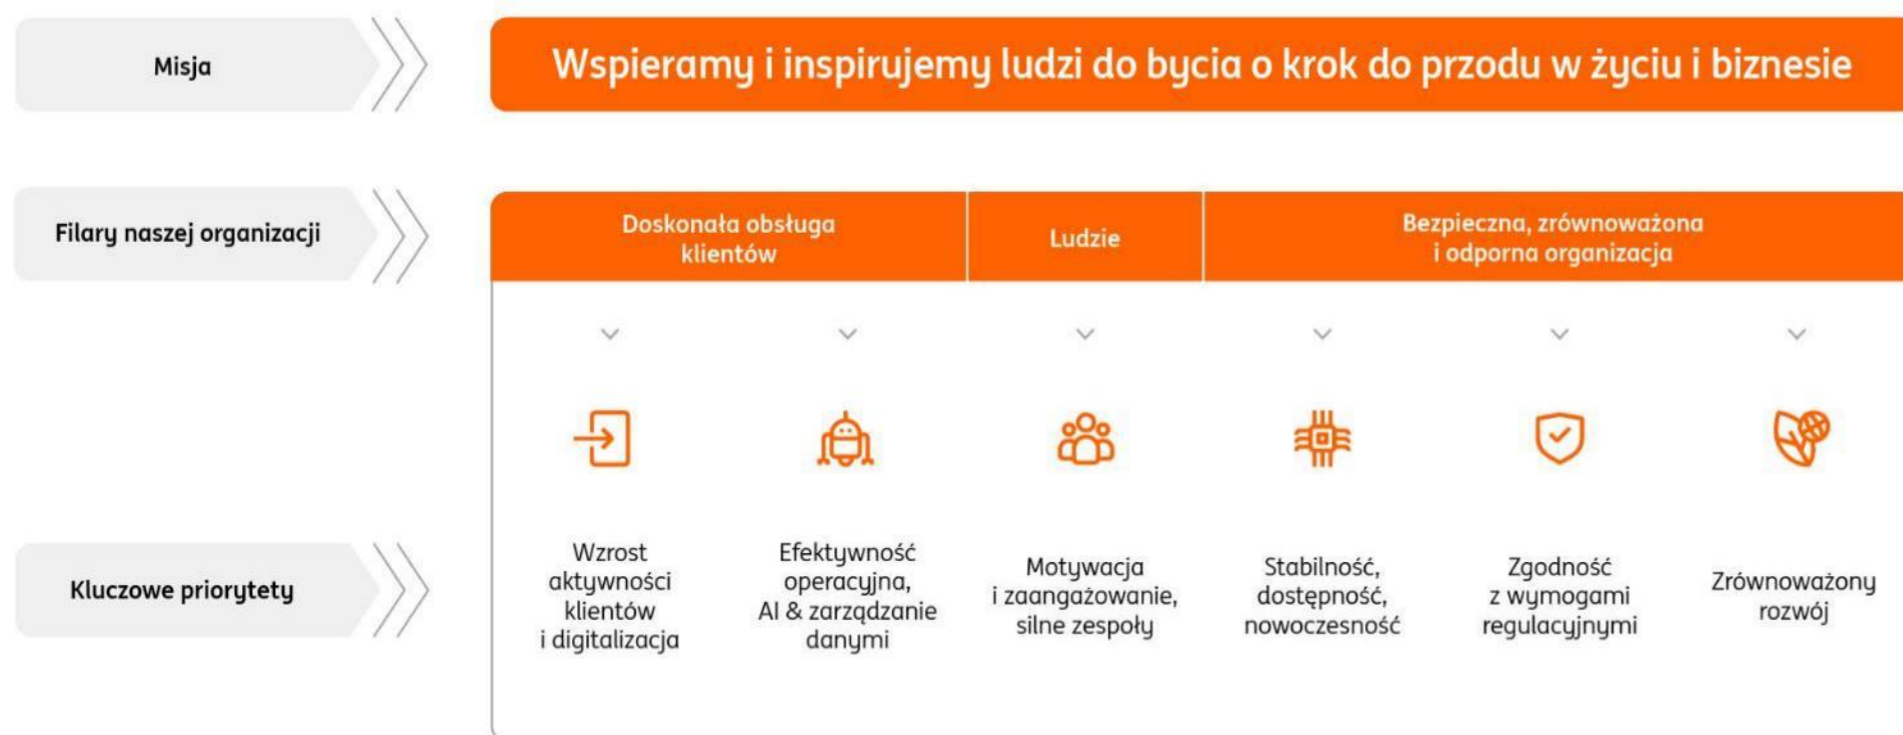 Misja
Wspieramy i inspirujemy ludzi do bycia o krok do przodu w życiu i biznesie
Filary naszej organizacji
Doskonała obsługa
klientów
Ludzie
Bezpieczna, zrównoważona
i odporna organizacja
Kluczowe priorytety
Wzrost
aktywności
klientów
i digitalizacja
Efektywność
operacyjna,
AI & zarządzanie
danymi
Motywacja
i zaangażowanie,
silne zespoły
Stabilność,
dostępność,
nowoczesność
Zgodność
z wymogami
regulacyjnymi
Zrównoważony
rozwój